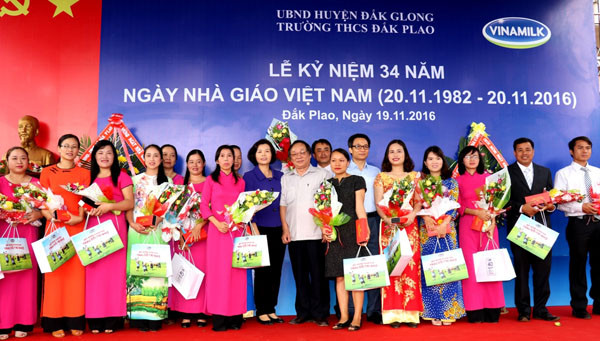 UBND HUYỆN ĐẮK GLONG
TRƯỜNG THCS ĐẮK PLAO
VINAMILK
LỄ KỶ NIỆM 34 NĂM
NGÀY NHÀ GIÁO VIỆT NAM (20.11.1982 - 20.11.2016)
Đắk Plao, Ngày 19.11.2016